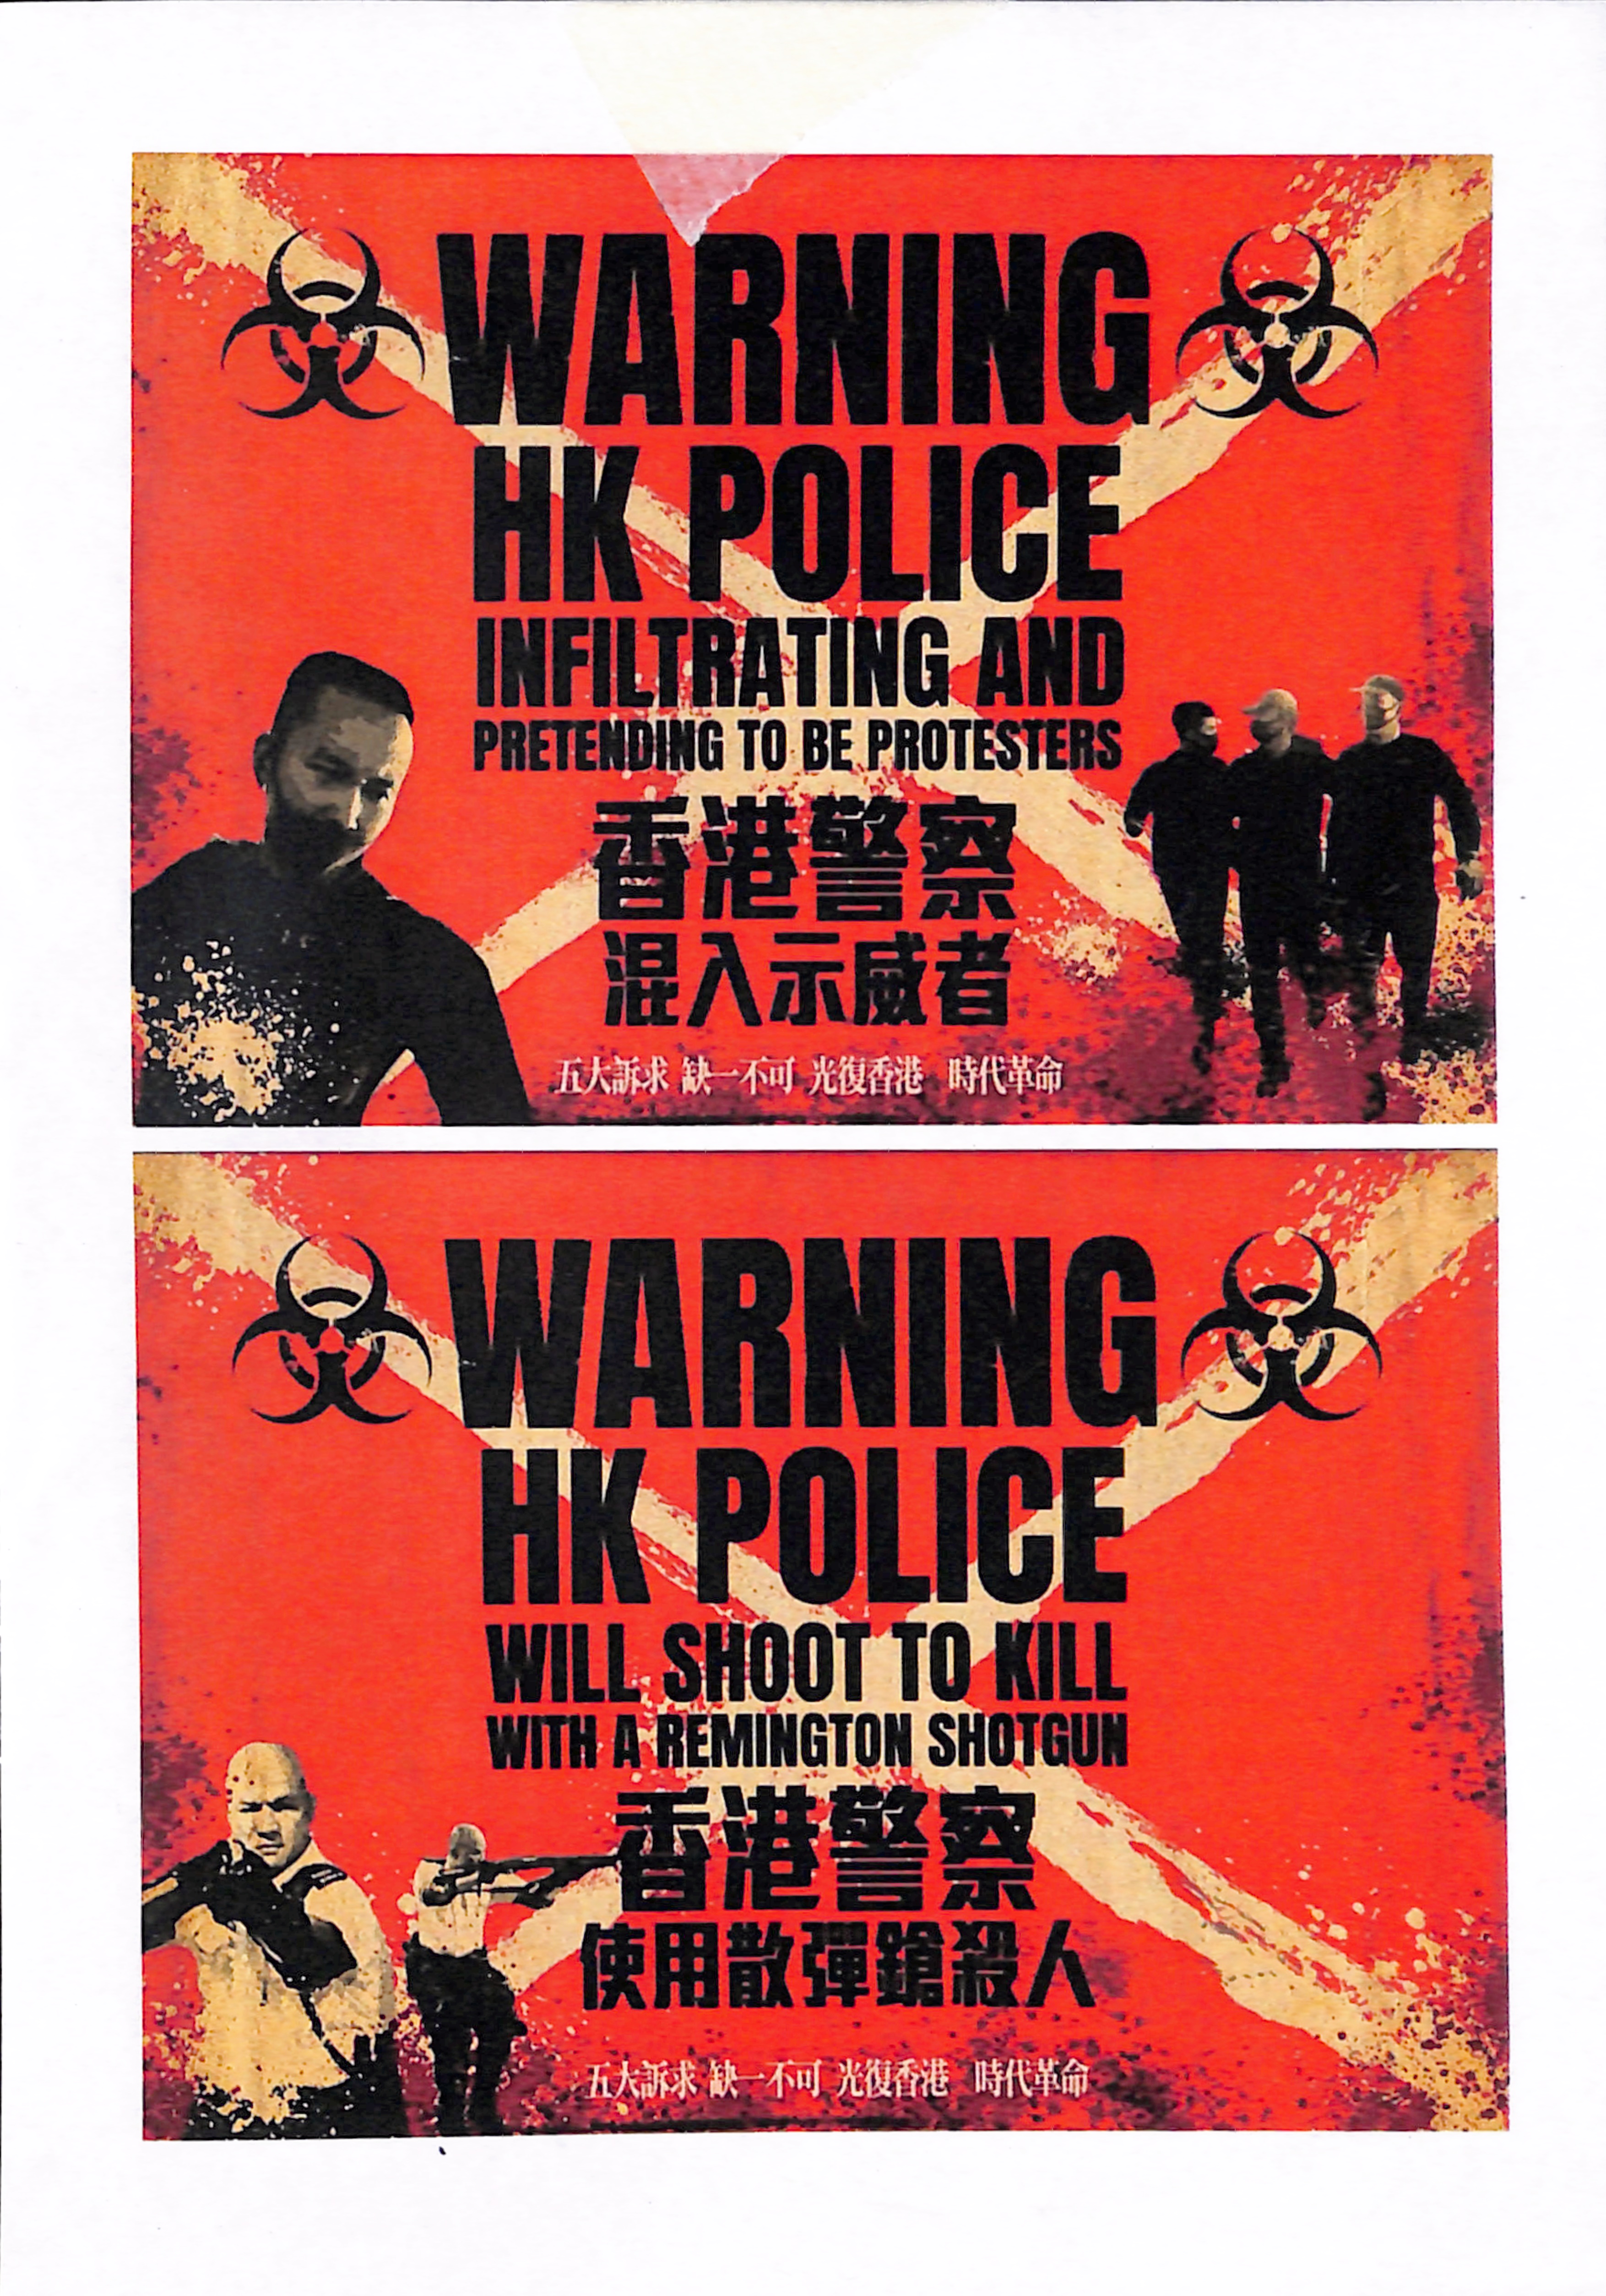 WARNING
HK POLICE
INFILTRATING AND
PRETENDING TO BE PROTESTERS
香港警察
混入示威者
五大訴求 缺一不可 光復香港 時代革命
WARNING
HK POLICE
WILL SHOOT TO KILL
WITH A REMINGTON SHOTGUN
香港警察
使用散彈鎗殺人
五大訴求 缺一不可 光復香港 時代革命